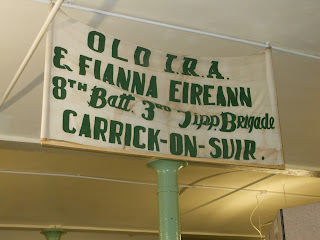 OLD I.R.A.
& FIANNA EIREANN
8TH Batt. 3RD Tipp. Brigade
CARRICK-ON-SUIR.